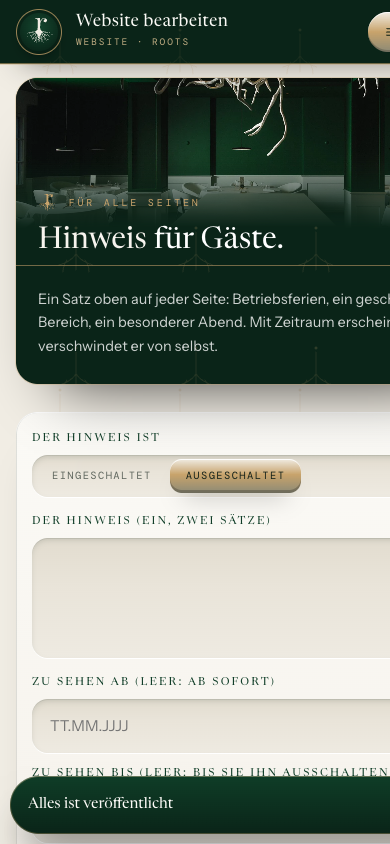 r
Website bearbeiten
WEBSITE · ROOTS
r FÜR ALLE SEITEN
Hinweis für Gäste.
Ein Satz oben auf jeder Seite: Betriebsferien, ein gesch
Bereich, ein besonderer Abend. Mit Zeitraum erschein
verschwindet er von selbst.
DER HINWEIS IST
EINGESCHALTET AUSGESCHALTET
DER HINWEIS (EIN, ZWEI SÄTZE)
ZU SEHEN AB (LEER: AB SOFORT)
TT.MM.JJJJ
ZU SEHEN BIS (LEER: BIS SIE IHN AUSSCHALTEN
Alles ist veröffentlicht